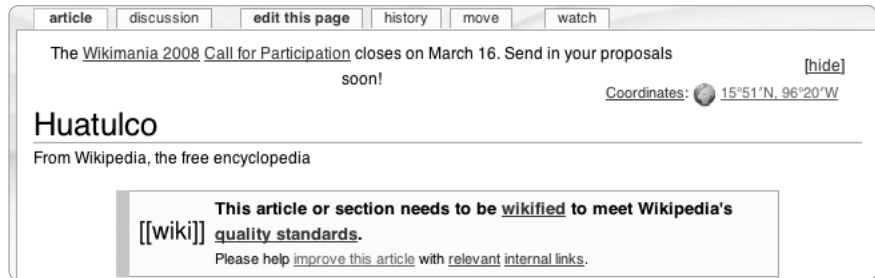 article discussion edit this page history move watch
The Wikimania 2008 Call for Participation closes on March 16. Send in your proposals
soon!
[hide]
Coordinates: 15°51′N, 96°20′W
Huatulco
From Wikipedia, the free encyclopedia
[[wiki]]
This article or section needs to be wikified to meet Wikipedia's
quality standards.
Please help improve this article with relevant internal links.